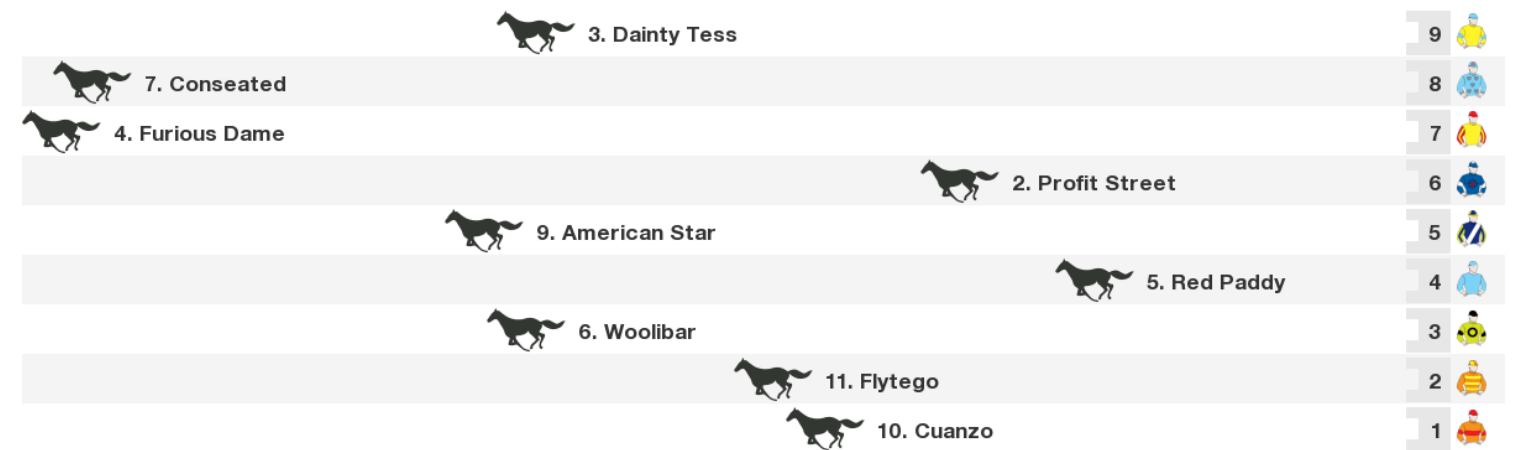 3. Dainty Tess 9
7. Conseated 8
4. Furious Dame 7
2. Profit Street 6
9. American Star 5
5. Red Paddy 4
6. Woolibar 3
11. Flytego 2
10. Cuanzo 1